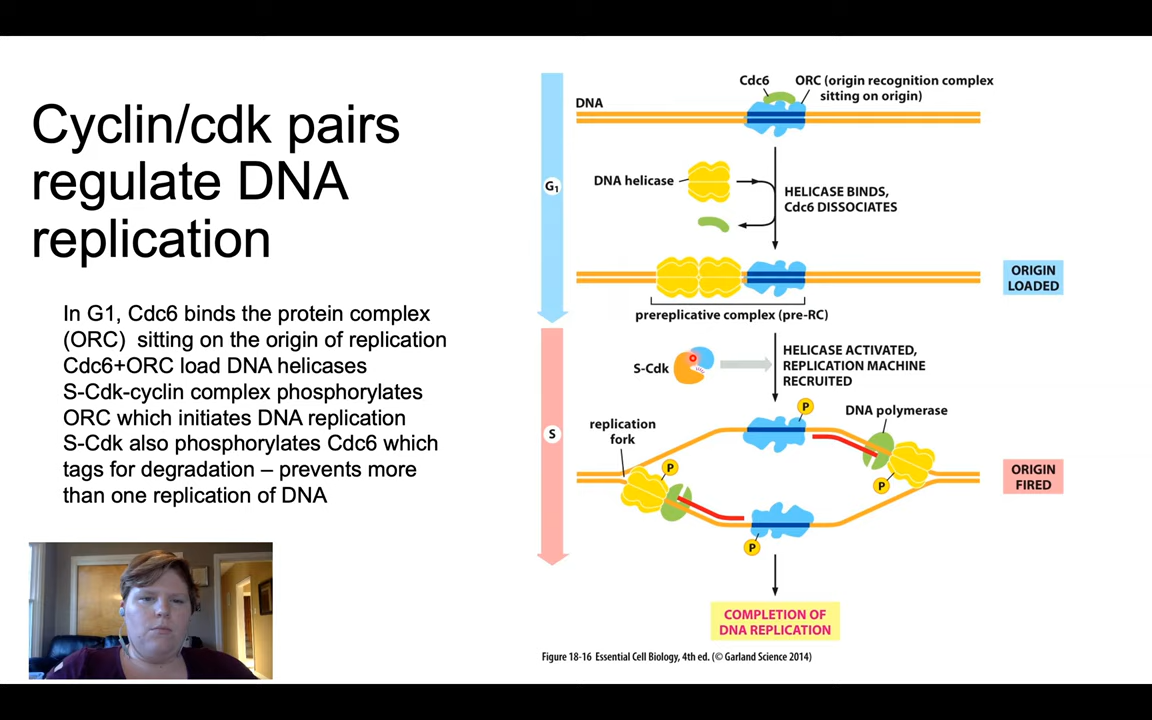 Cyclin/cdk pairs
regulate DNA
replication
In G1, Cdc6 binds the protein complex
(ORC)  sitting on the origin of replication
Cdc6+ORC load DNA helicases
S-Cdk-cyclin complex phosphorylates
ORC which initiates DNA replication
S-Cdk also phosphorylates Cdc6 which
tags for degradation – prevents more
than one replication of DNA
Cdc6
ORC (origin recognition complex
sitting on origin)
DNA
G1
DNA helicase
HELICASE BINDS,
Cdc6 DISSOCIATES
ORIGIN
LOADED
prereplicative complex (pre-RC)
S-Cdk
HELICASE ACTIVATED,
REPLICATION MACHINE
RECRUITED
P
DNA polymerase
replication
fork
S
P
P
ORIGIN
FIRED
P
COMPLETION OF
DNA REPLICATION
Figure 18-16 Essential Cell Biology, 4th ed. (© Garland Science 2014)